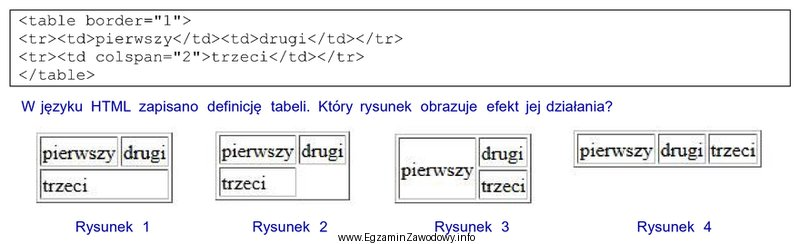 <table border="1">
<tr><td>pierwszy</td><td>drugi</td></tr>
<tr><td colspan="2">trzeci</td></tr>
</table>
W języku HTML zapisano definicję tabeli. Który rysunek obrazuje efekt jej działania?
pierwszy drugi
trzeci
Rysunek 1
pierwszy drugi
trzeci
Rysunek 2
pierwszy
drugi
trzeci
Rysunek 3
pierwszy drugi trzeci
Rysunek 4
www.EgzaminZawodowy.info